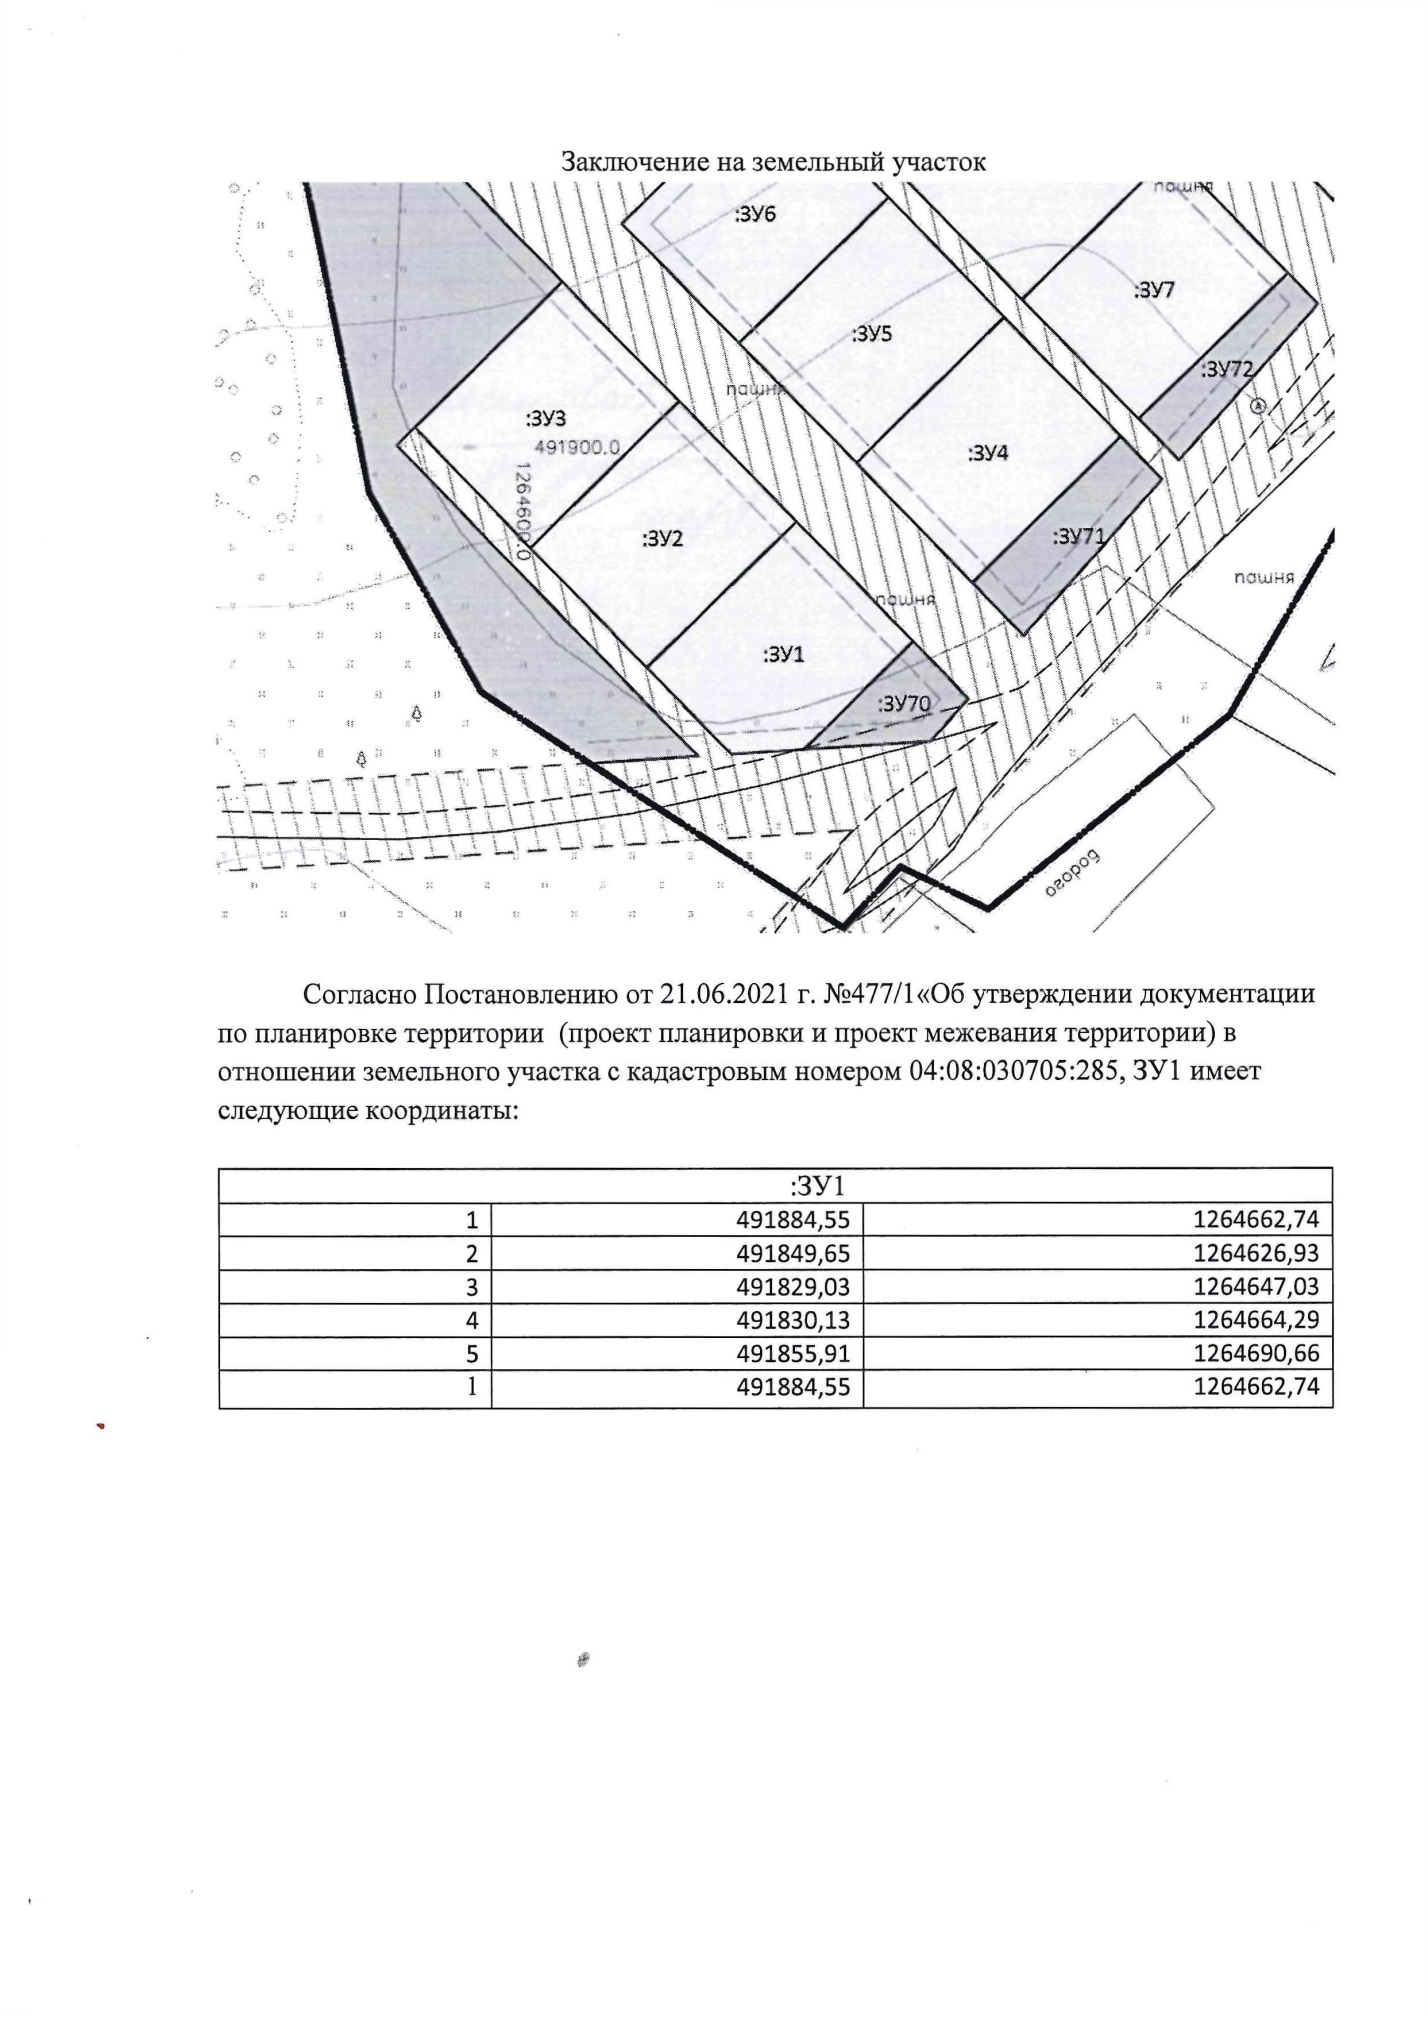 Заключение на земельный участок
пашня
:ЗУ6
:ЗУ7
:ЗУ5
:ЗУ72
пашня
:ЗУ3
491900.0
:ЗУ4
1264600.0
:ЗУ2
:ЗУ71
пашня
пашня
:ЗУ1
:ЗУ70
дорога
Согласно Постановлению от 21.06.2021 г. №477/1«Об утверждении документации
по планировке территории (проект планировки и проект межевания территории) в
отношении земельного участка с кадастровым номером 04:08:030705:285, ЗУ1 имеет
следующие координаты:
:ЗУ1
1 491884,55 1264662,74
2 491849,65 1264626,93
3 491829,03 1264647,03
4 491830,13 1264664,29
5 491855,91 1264690,66
1 491884,55 1264662,74